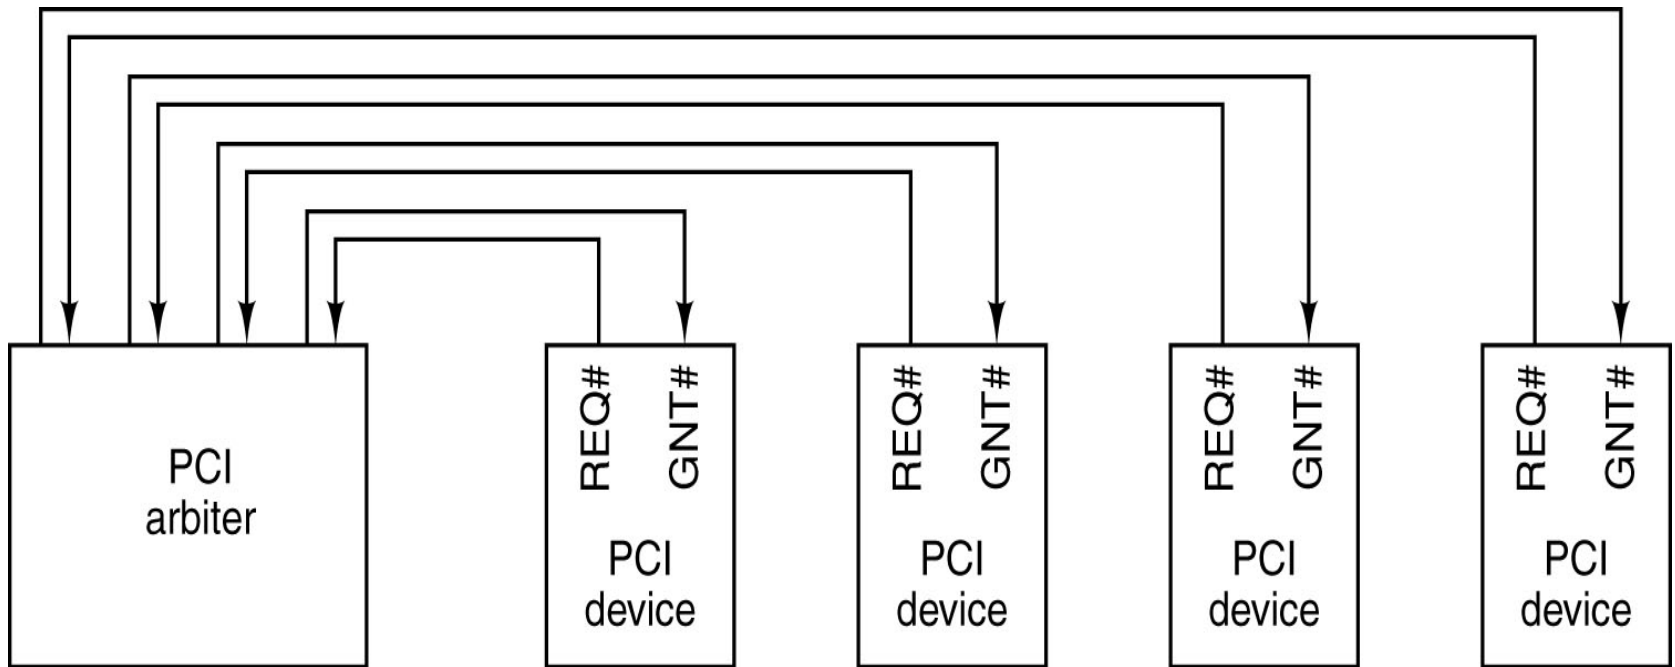 PCI
arbiter
REQ#
GNT#
PCI
device
REQ#
GNT#
PCI
device
REQ#
GNT#
PCI
device
REQ#
GNT#
PCI
device